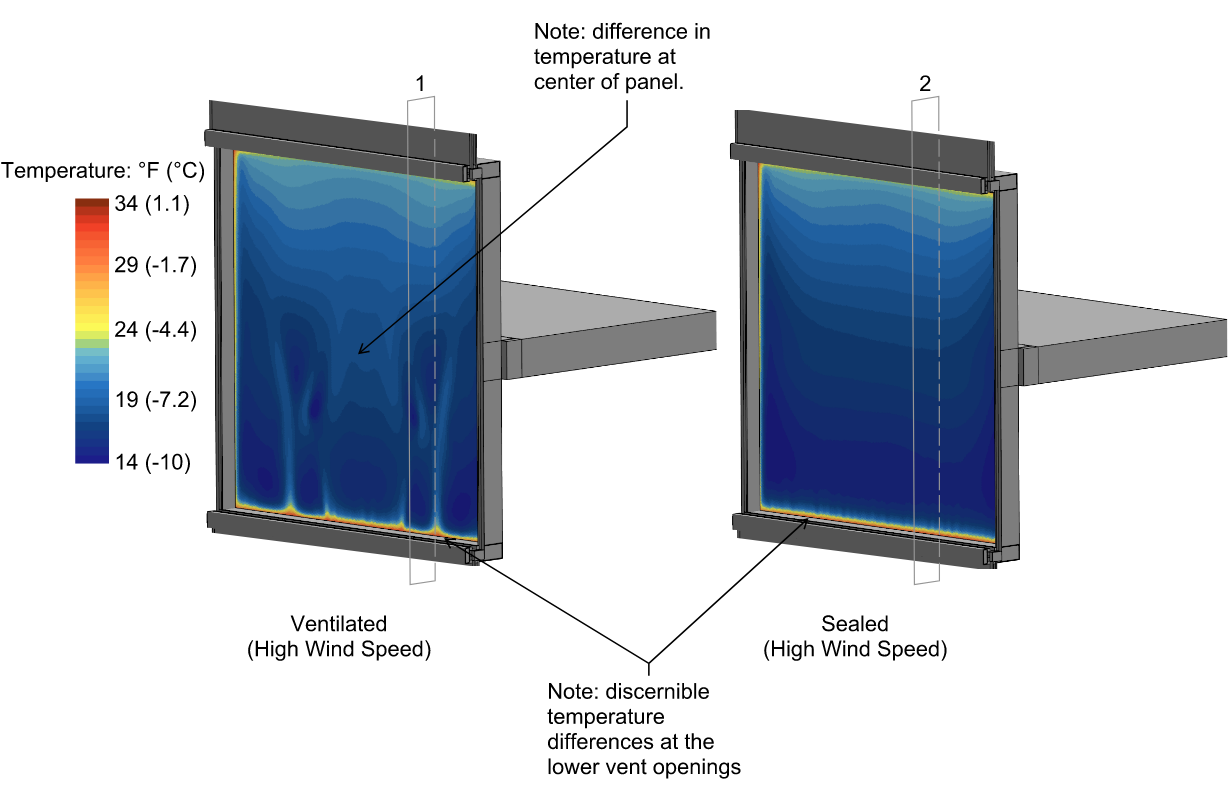 Note: difference in
temperature at
center of panel.
1
2
Temperature: °F (°C)
34 (1.1)
29 (-1.7)
24 (-4.4)
19 (-7.2)
14 (-10)
Ventilated
(High Wind Speed)
Sealed
(High Wind Speed)
Note: discernible
temperature
differences at the
lower vent openings